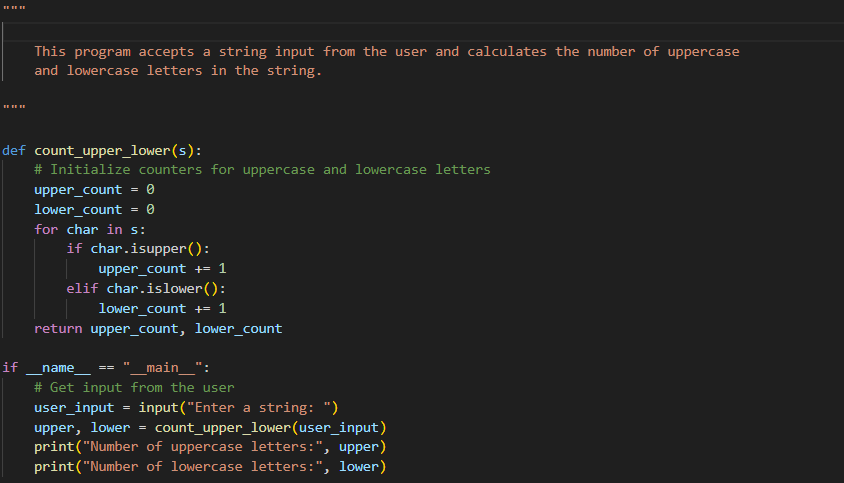 """
    This program accepts a string input from the user and calculates the number of uppercase
    and lowercase letters in the string.
"""
def count_upper_lower(s):
    # Initialize counters for uppercase and lowercase letters
    upper_count = 0
    lower_count = 0
    for char in s:
        if char.isupper():
            upper_count += 1
        elif char.islower():
            lower_count += 1
    return upper_count, lower_count
if __name__ == "__main__":
    # Get input from the user
    user_input = input("Enter a string: ")
    upper, lower = count_upper_lower(user_input)
    print("Number of uppercase letters:", upper)
    print("Number of lowercase letters:", lower)